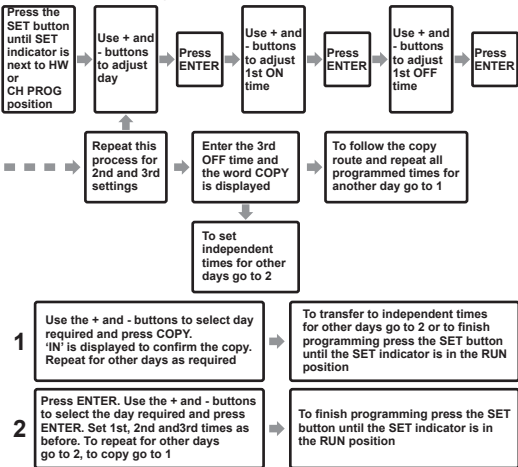 Press the
SET button
until SET
indicator is
next to HW
or
CH PROG
position
Use + and
- buttons
to adjust
day
Press
ENTER
Use + and
- buttons
to adjust
1st ON
time
Press
ENTER
Use + and
- buttons
to adjust
1st OFF
time
Press
ENTER
Repeat this
process for
2nd and 3rd
settings
Enter the 3rd
OFF time and
the word COPY
is displayed
To follow the copy
route and repeat all
programmed times for
another day go to 1
To set
independent
times for other
days go to 2
1
Use the + and - buttons to select day
required and press COPY.
‘IN’ is displayed to confirm the copy.
Repeat for other days as required
To transfer to independent times
for other days go to 2 or to finish
programming press the SET button
until the SET indicator is in the RUN
position
2
Press ENTER. Use the + and - buttons
to select the day required and press
ENTER. Set 1st, 2nd and3rd times as
before. To repeat for other days
go to 2, to copy go to 1
To finish programming press the SET
button until the SET indicator is in
the RUN position